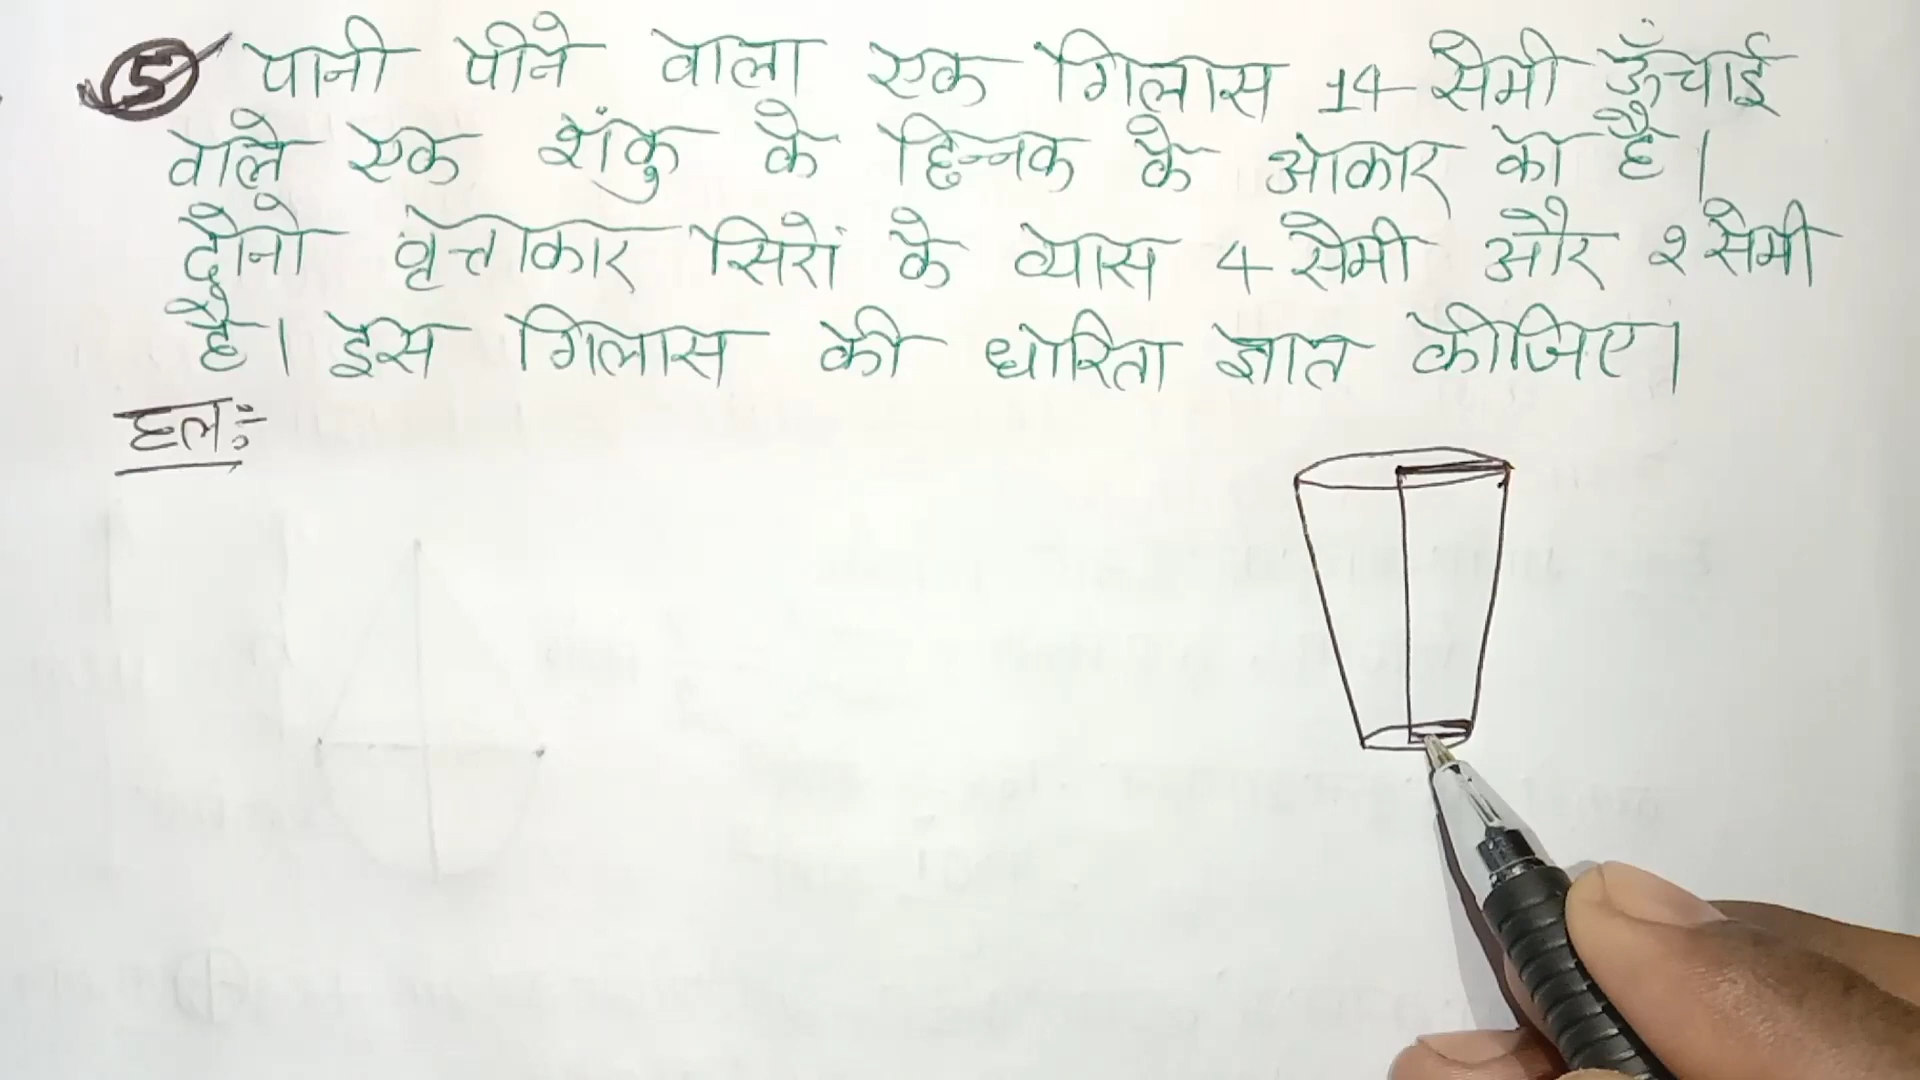 5 पानी पीने वाला एक गिलास 14 सेमी ऊँचाई
वाले एक शंकु के छिन्नक के आकार का है।
दोनो वृत्ताकार सिरों के व्यास 4 सेमी और 2 सेमी
है। इस गिलास की धारिता ज्ञात कीजिए।
हल:-